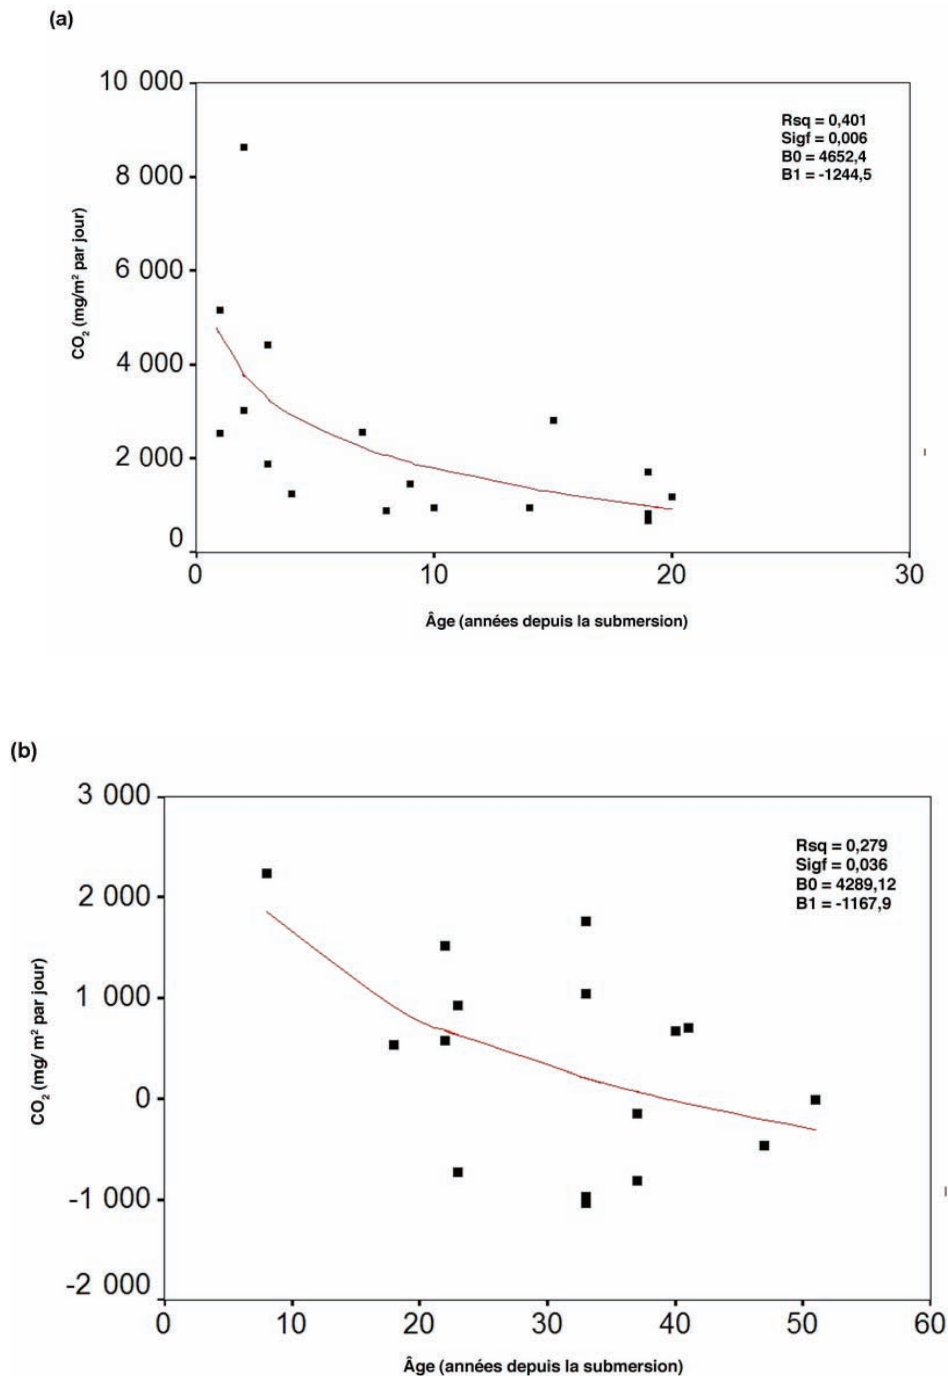 (a)
10 000
8 000
6 000
4 000
2 000
0
CO₂ (mg/m² par jour)
Rsq = 0,401
Sigf = 0,006
B0 = 4652,4
B1 = -1244,5
0 10 20 30
Âge (années depuis la submersion)
(b)
3 000
2 000
1 000
0
-1 000
-2 000
CO₂ (mg/ m² par jour)
Rsq = 0,279
Sigf = 0,036
B0 = 4289,12
B1 = -1167,9
0 10 20 30 40 50 60
Âge (années depuis la submersion)